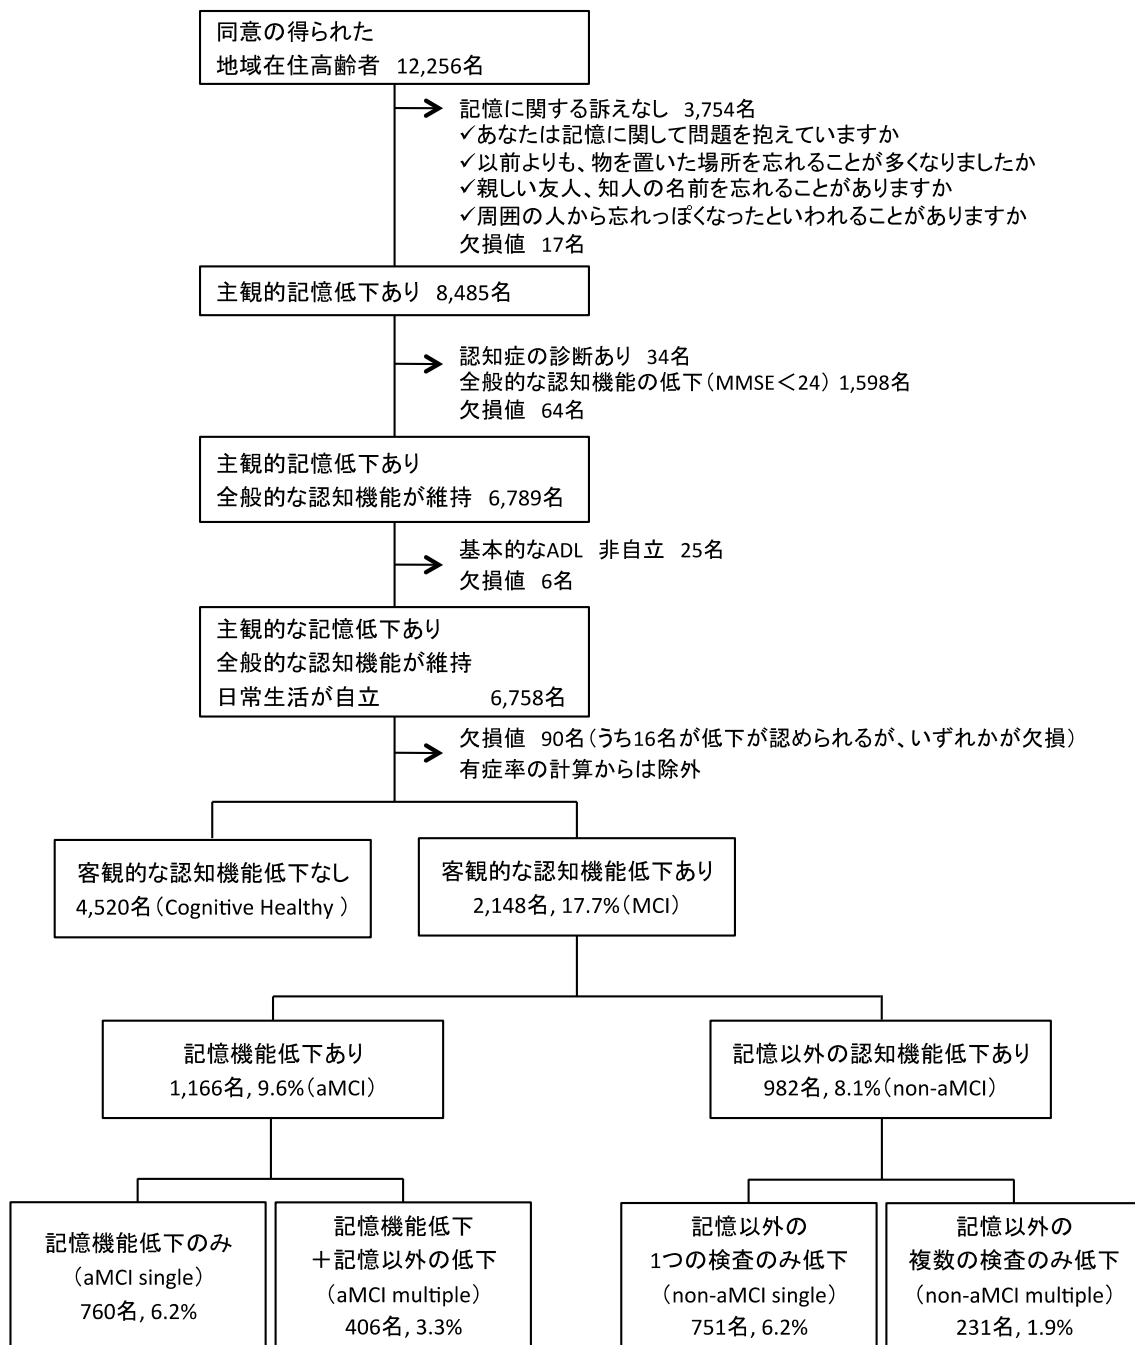 同意の得られた
地域在住高齢者 12,256名
記憶に関する訴えなし 3,754名
✓あなたは記憶に関して問題を抱えていますか
✓以前よりも、物を置いた場所を忘れることが多くなりましたか
✓親しい友人、知人の名前を忘れることがありますか
✓周囲の人から忘れっぽくなったといわれることがありますか
欠損値 17名
主観的記憶低下あり 8,485名
認知症の診断あり 34名
全般的な認知機能の低下（MMSE＜24） 1,598名
欠損値 64名
主観的記憶低下あり
全般的な認知機能が維持 6,789名
基本的なADL 非自立 25名
欠損値 6名
主観的な記憶低下あり
全般的な認知機能が維持
日常生活が自立 6,758名
欠損値 90名（うち16名が低下が認められるが、いずれかが欠損）
有症率の計算からは除外
客観的な認知機能低下なし
4,520名（Cognitive Healthy ）
客観的な認知機能低下あり
2,148名, 17.7%（MCI）
記憶機能低下あり
1,166名, 9.6%（aMCI）
記憶以外の認知機能低下あり
982名, 8.1%（non-aMCI）
記憶機能低下のみ
（aMCI single）
760名, 6.2%
記憶機能低下
＋記憶以外の低下
（aMCI multiple）
406名, 3.3%
記憶以外の
1つの検査のみ低下
（non-aMCI single）
751名, 6.2%
記憶以外の
複数の検査のみ低下
（non-aMCI multiple）
231名, 1.9%